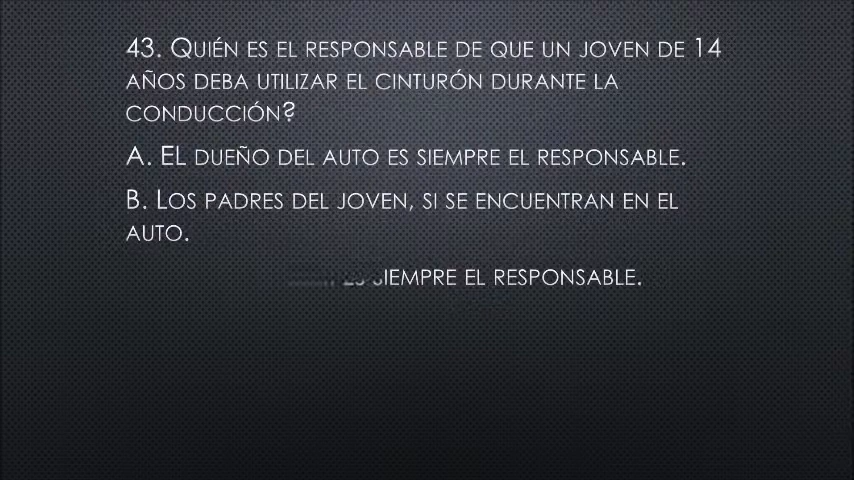 43. Quién es el responsable de que un joven de 14
años deba utilizar el cinturón durante la
conducción?
A. El dueño del auto es siempre el responsable.
B. Los padres del joven, si se encuentran en el
auto.
siempre el responsable.